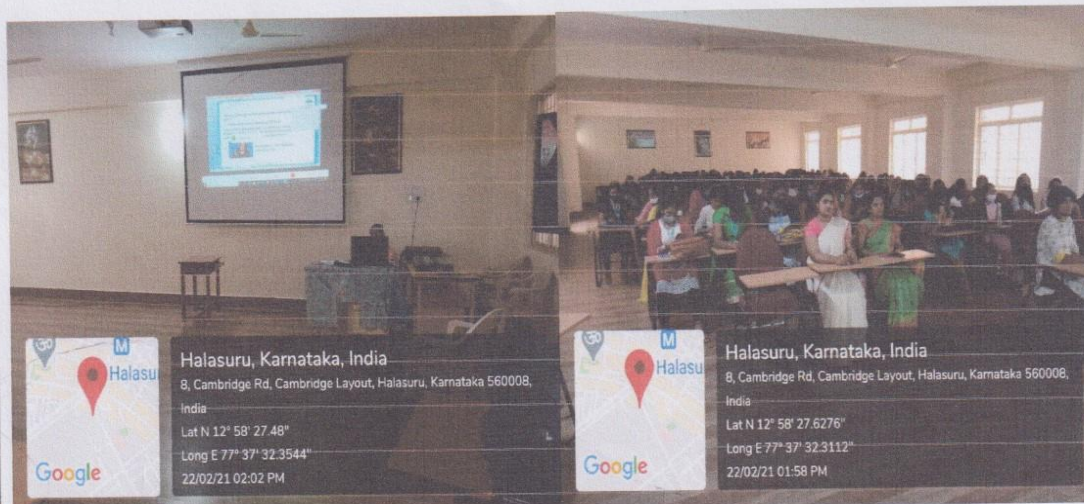 Halasuru, Karnataka, India
8, Cambridge Rd, Cambridge Layout, Halasuru, Karnataka 560008,
India
Lat N 12° 58' 27.48"
Long E 77° 37' 32.3544"
22/02/21 02:02 PM
M
Halasu
Google
Halasuru, Karnataka, India
8, Cambridge Rd, Cambridge Layout, Halasuru, Karnataka 560008,
India
Lat N 12° 58' 27.6276"
Long E 77° 37' 32.3112"
22/02/21 01:58 PM
M
Halasu
Google